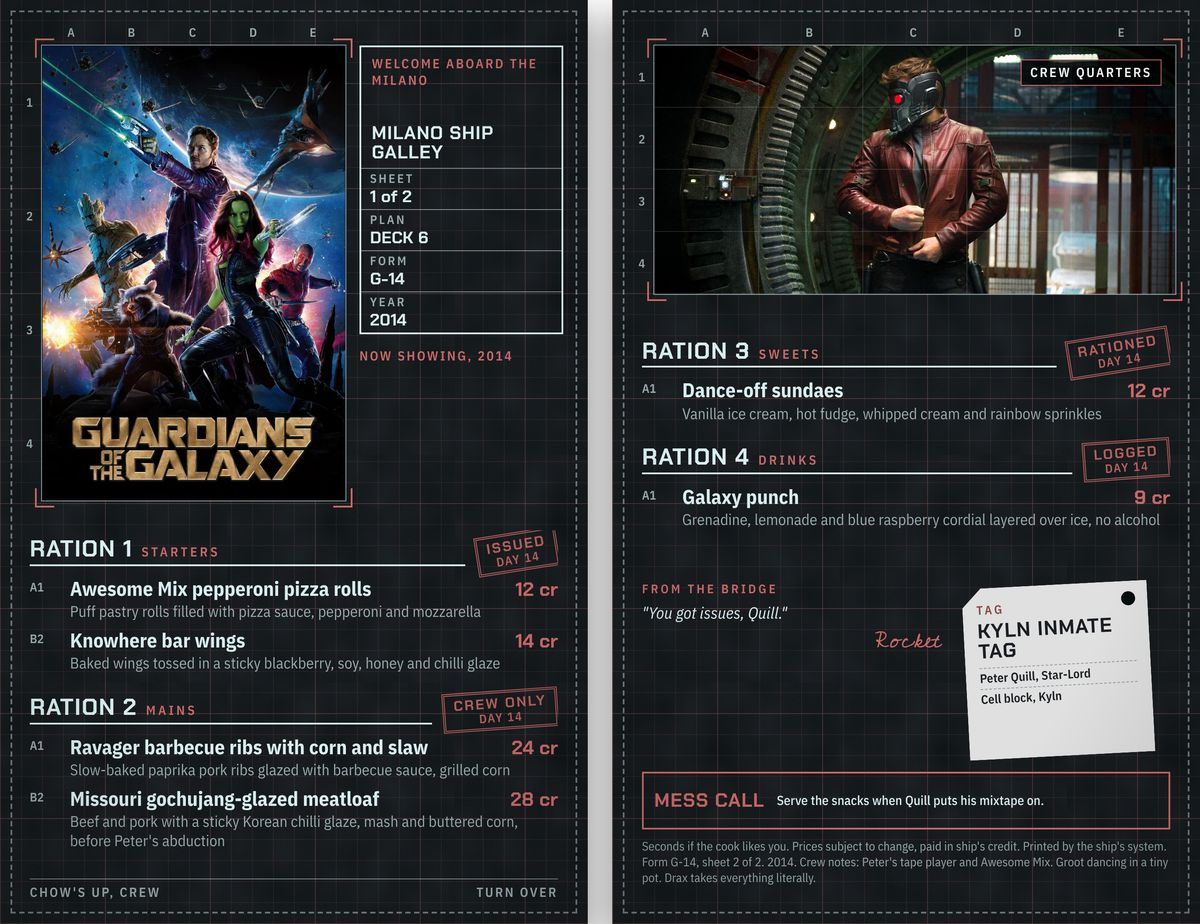 A B C D E
1
2
3
4
GUARDIANS
OF
THE GALAXY
WELCOME ABOARD THE
MILANO
MILANO SHIP
GALLEY
SHEET
1 of 2
PLAN
DECK 6
FORM
G-14
YEAR
2014
NOW SHOWING, 2014
RATION 1 STARTERS
ISSUED
DAY 14
A1 Awesome Mix pepperoni pizza rolls 12 cr
Puff pastry rolls filled with pizza sauce, pepperoni and mozzarella
B2 Knowhere bar wings 14 cr
Baked wings tossed in a sticky blackberry, soy, honey and chilli glaze
RATION 2 MAINS
CREW ONLY
DAY 14
A1 Ravager barbecue ribs with corn and slaw 24 cr
Slow-baked paprika pork ribs glazed with barbecue sauce, grilled corn
B2 Missouri gochujang-glazed meatloaf 28 cr
Beef and pork with a sticky Korean chilli glaze, mash and buttered corn,
before Peter's abduction
CHOW'S UP, CREW TURN OVER
A B C D E
1
2
3
4
CREW QUARTERS
RATION 3 SWEETS
RATIONED
DAY 14
A1 Dance-off sundaes 12 cr
Vanilla ice cream, hot fudge, whipped cream and rainbow sprinkles
RATION 4 DRINKS
LOGGED
DAY 14
A1 Galaxy punch 9 cr
Grenadine, lemonade and blue raspberry cordial layered over ice, no alcohol
FROM THE BRIDGE
"You got issues, Quill."
Rocket
TAG
KYLN INMATE
TAG
Peter Quill, Star-Lord
Cell block, Kyln
MESS CALL Serve the snacks when Quill puts his mixtape on.
Seconds if the cook likes you. Prices subject to change, paid in ship's credit. Printed by the ship's system.
Form G-14, sheet 2 of 2. 2014. Crew notes: Peter's tape player and Awesome Mix. Groot dancing in a tiny
pot. Drax takes everything literally.